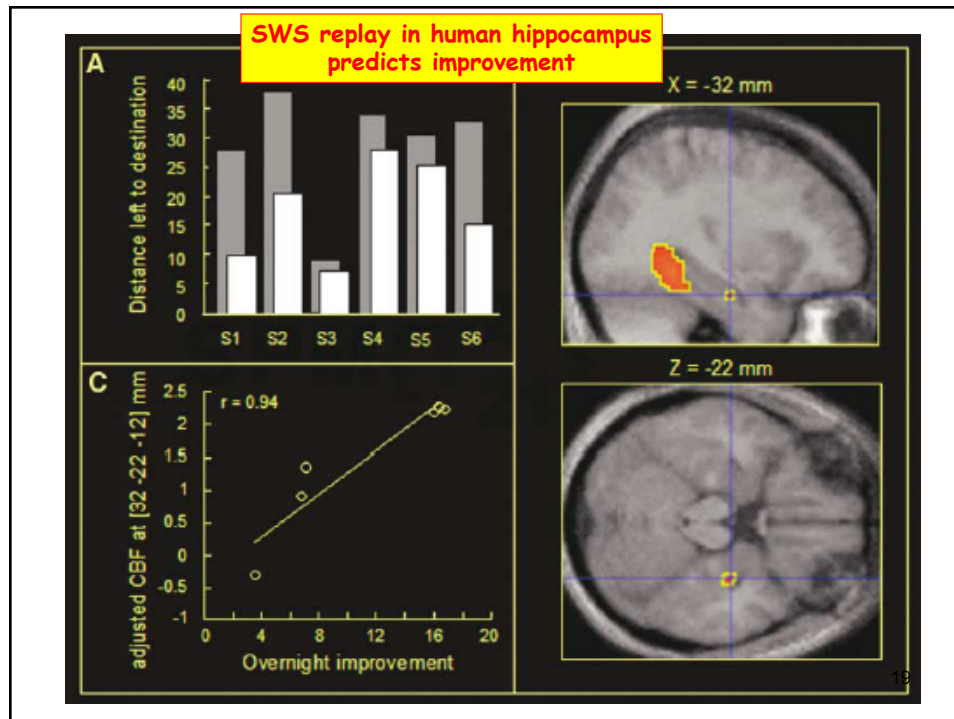 SWS replay in human hippocampus
predicts improvement
A
Distance left to destination
40
35
30
25
20
15
10
5
0
S1 S2 S3 S4 S5 S6
X = -32 mm
Z = -22 mm
C
r = 0.94
adjusted CBF at [32 -22 -12] mm
2.5
2
1.5
1
0.5
0
-0.5
-1
0 4 8 12 16 20
Overnight improvement
19